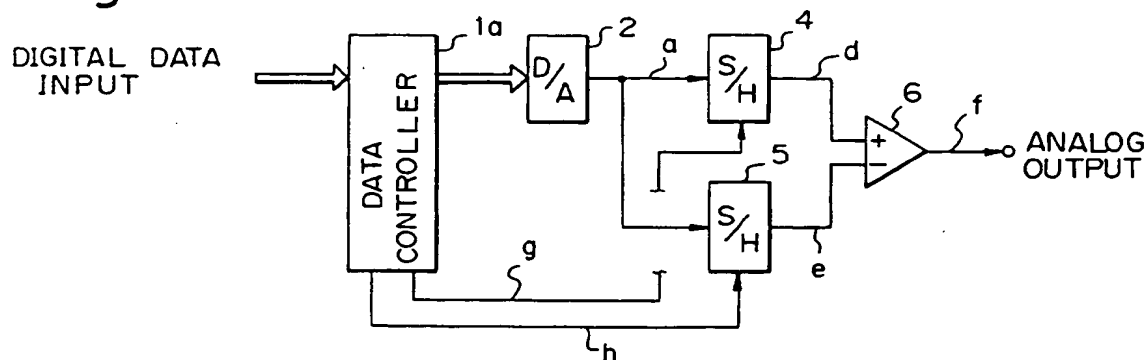 DIGITAL DATA
INPUT
1a
DATA
CONTROLLER
2
D/A
a
4
S/H
d
5
S/H
e
6
+
−
f
ANALOG
OUTPUT
g
h